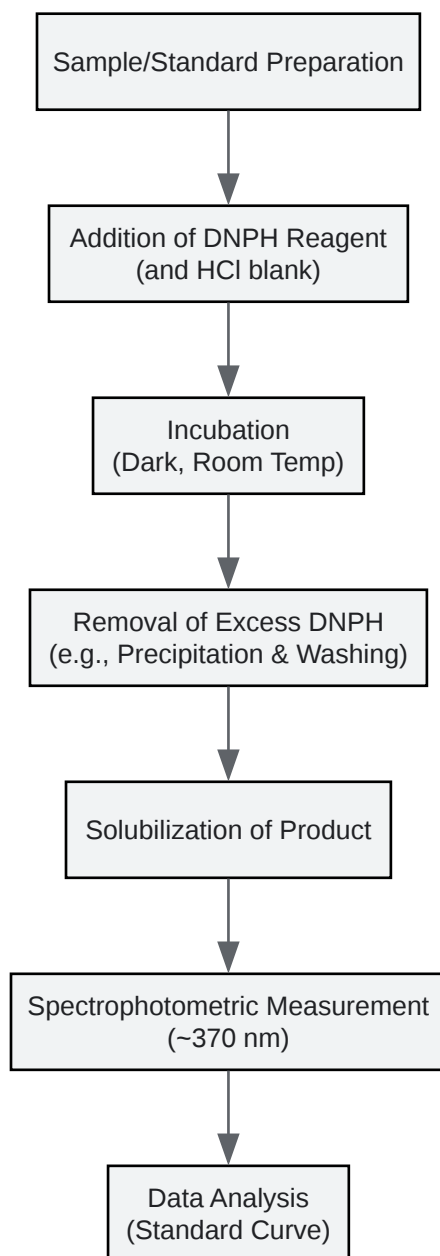 Sample/Standard Preparation
Addition of DNPH Reagent
(and HCl blank)
Incubation
(Dark, Room Temp)
Removal of Excess DNPH
(e.g., Precipitation & Washing)
Solubilization of Product
Spectrophotometric Measurement
(~370 nm)
Data Analysis
(Standard Curve)